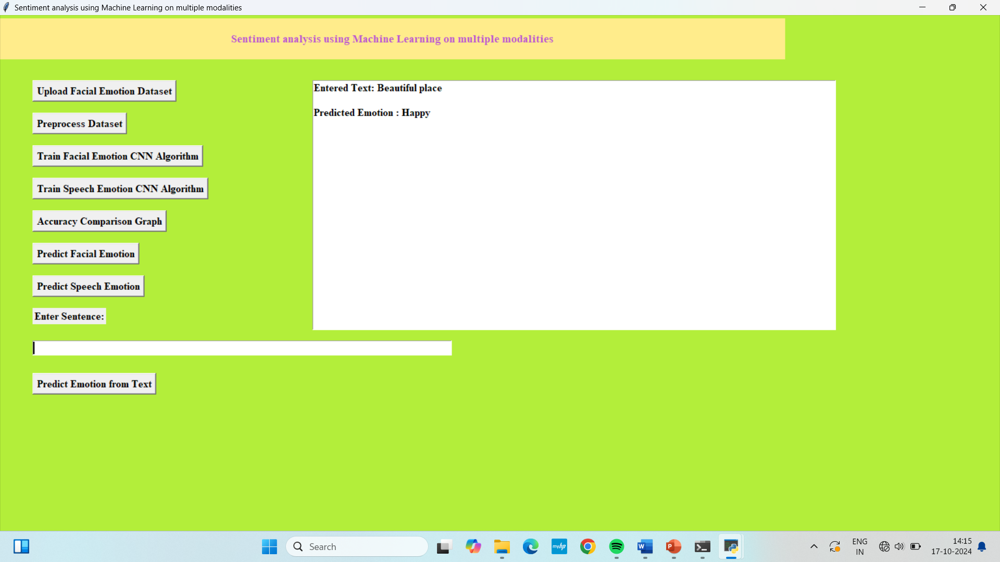 Sentiment analysis using Machine Learning on multiple modalities
Sentiment analysis using Machine Learning on multiple modalities
Upload Facial Emotion Dataset
Preprocess Dataset
Train Facial Emotion CNN Algorithm
Train Speech Emotion CNN Algorithm
Accuracy Comparison Graph
Predict Facial Emotion
Predict Speech Emotion
Enter Sentence:
Predict Emotion from Text
Entered Text: Beautiful place
Predicted Emotion : Happy
Search
myhp
W
P
ENG
IN
14:15
17-10-2024